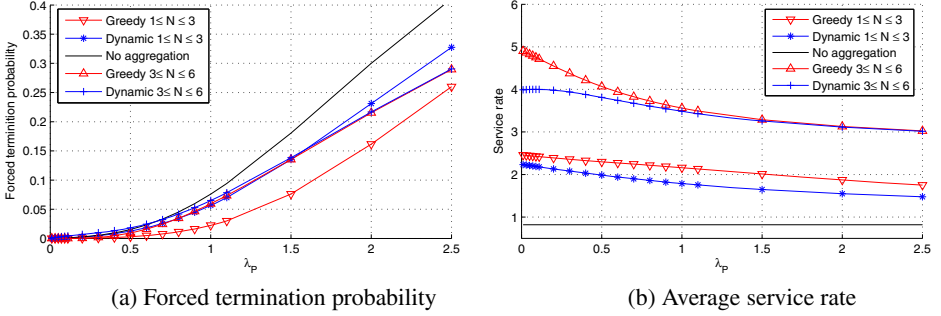 Forced terminition probability
0.4
0.35
0.3
0.25
0.2
0.15
0.1
0.05
0
Greedy 1≤ N ≤ 3
Dynamic 1≤ N ≤ 3
No aggregation
Greedy 3≤ N ≤ 6
Dynamic 3≤ N ≤ 6
0 0.5 1 1.5 2 2.5
λP
(a) Forced termination probability
Service rate
6
5
4
3
2
1
Greedy 1≤ N ≤ 3
Dynamic 1≤ N ≤ 3
No aggregation
Greedy 3≤ N ≤ 6
Dynamic 3≤ N ≤ 6
0 0.5 1 1.5 2 2.5
λP
(b) Average service rate